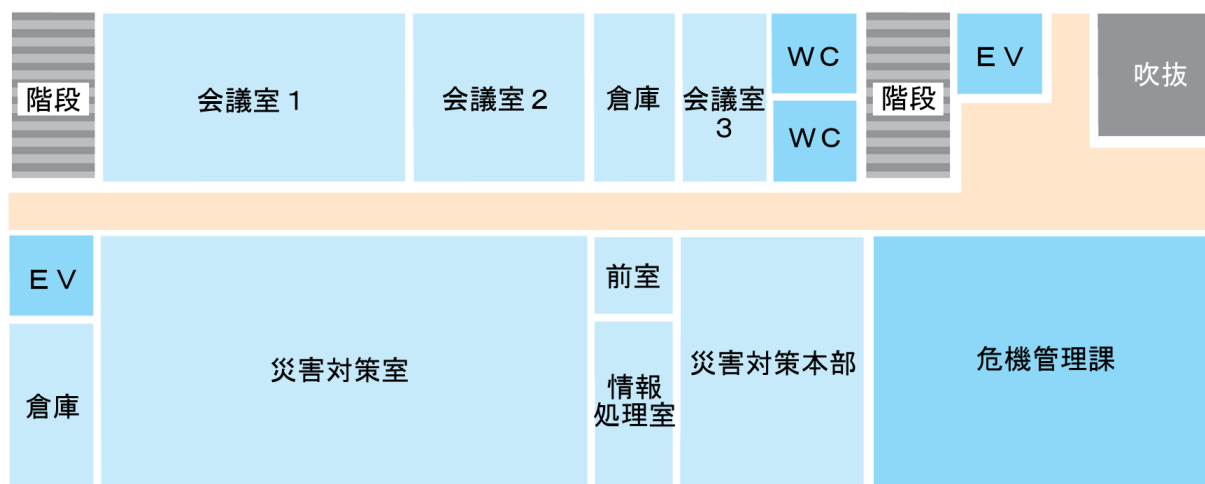 階段
会議室１
会議室２
倉庫
会議室
３
ＷＣ
ＷＣ
階段
ＥＶ
吹抜
ＥＶ
倉庫
災害対策室
前室
情報
処理室
災害対策本部
危機管理課